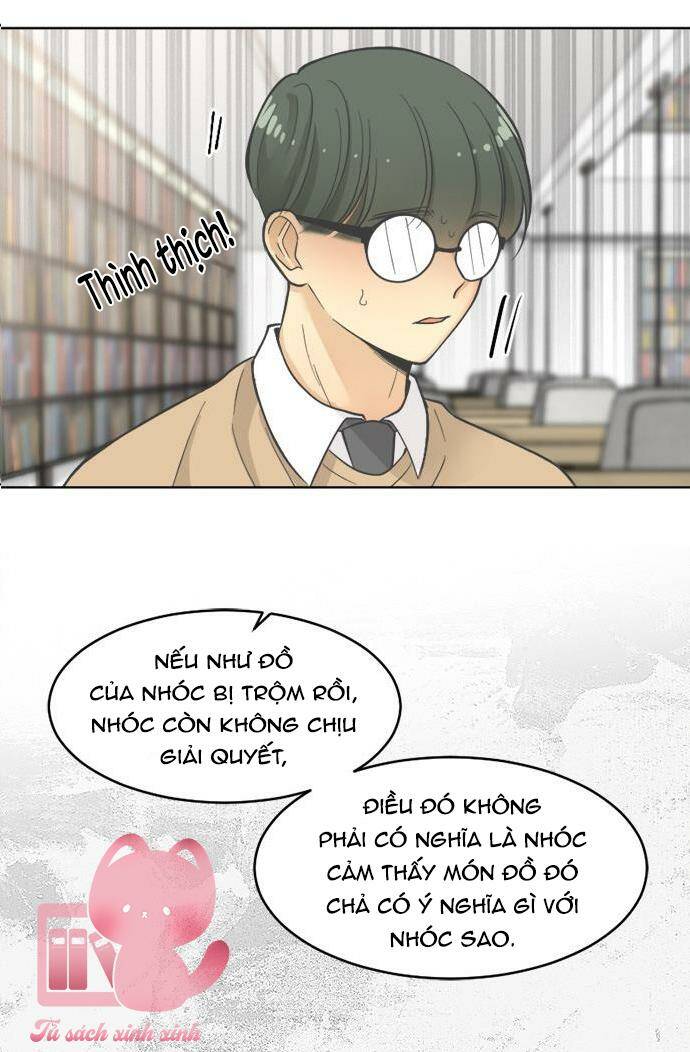 Thình thịch!
NẾU NHƯ ĐỒ
CỦA NHÓC BỊ TRỘM RỒI,
NHÓC CÒN KHÔNG CHỊU
GIẢI QUYẾT,
ĐIỀU ĐÓ KHÔNG
PHẢI CÓ NGHĨA LÀ NHÓC
CẢM THẤY MÓN ĐỒ ĐÓ
CHẢ CÓ Ý NGHĨA GÌ VỚI
NHÓC SAO.
Tủ sách xinh xinh